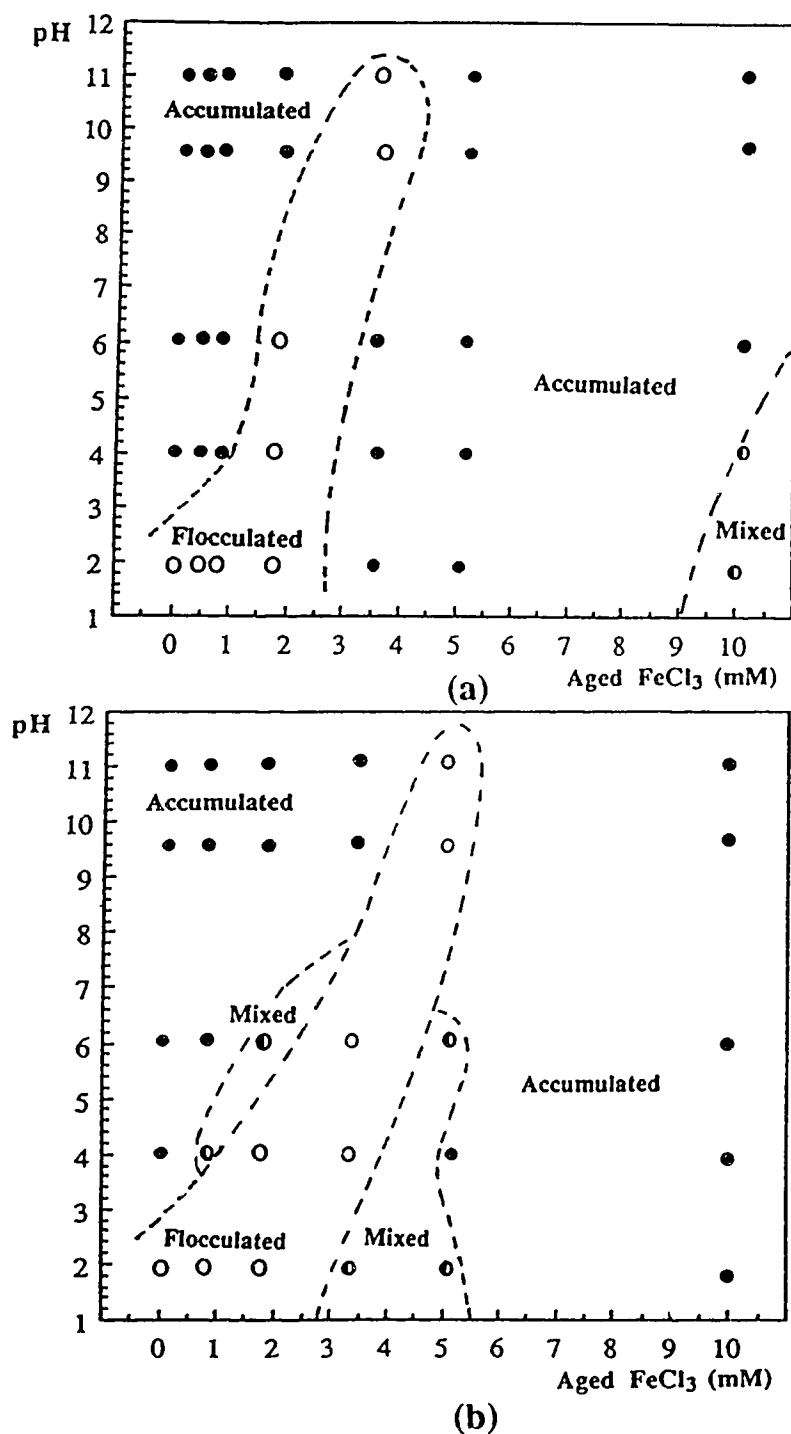 pH
12
11
Accumulated
10
9
8
7
6
5
Accumulated
4
3
Flocculated
Mixed
2
1
0 1 2 3 4 5 6 7 8 9 10
Aged FeCl₃ (mM)
(a)
pH
12
11
Accumulated
10
9
8
7
Mixed
6
Accumulated
5
4
3
Flocculated
Mixed
2
1
0 1 2 3 4 5 6 7 8 9 10
Aged FeCl₃ (mM)
(b)